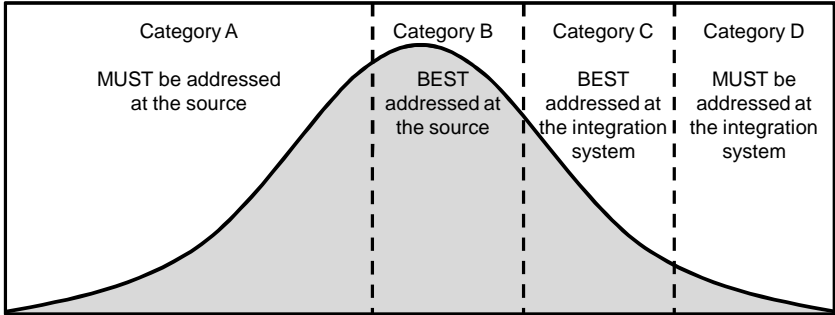 Category A
MUST be addressed
at the source
Category B
BEST
addressed at
the source
Category C
BEST
addressed at
the integration
system
Category D
MUST be
addressed at
the integration
system